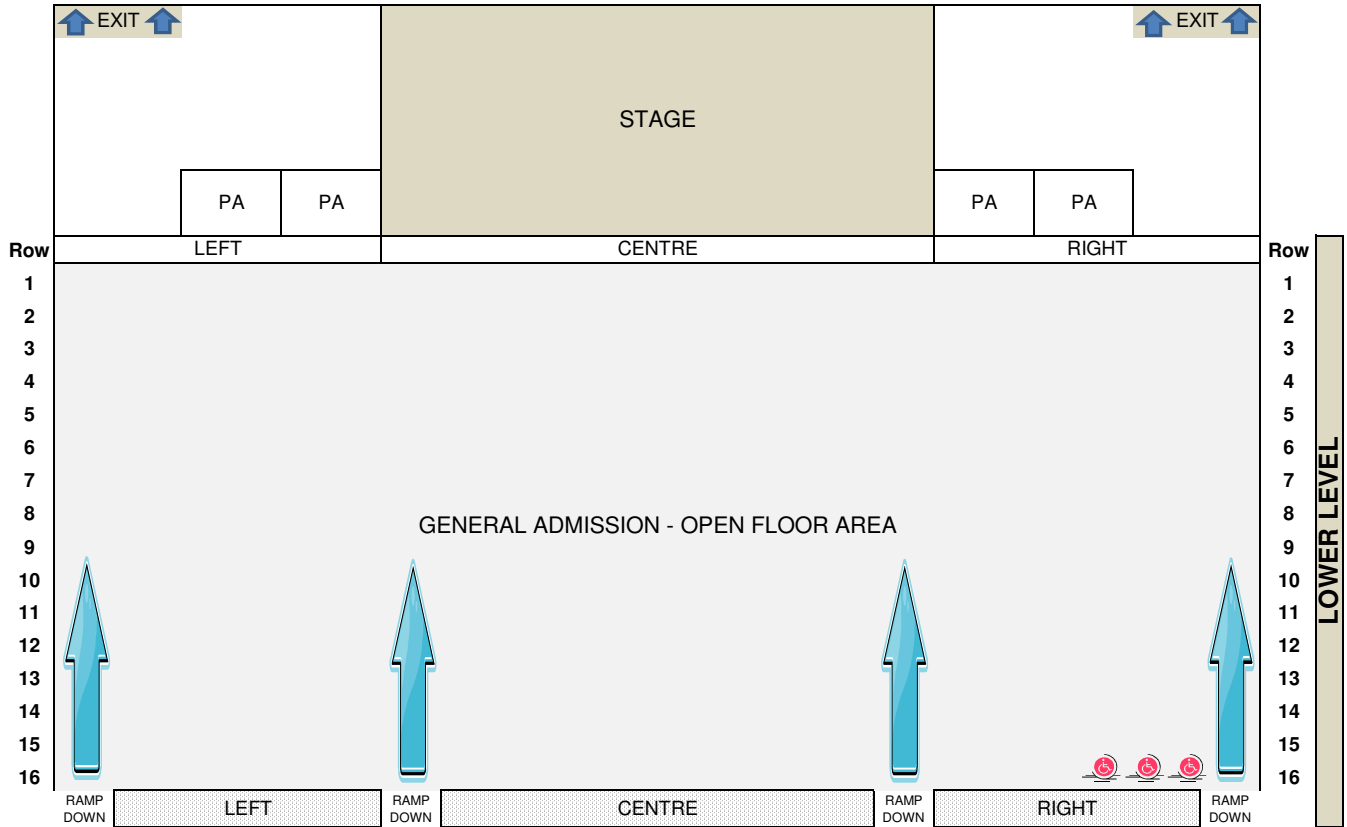 EXIT EXIT
STAGE
PA PA PA PA
Row LEFT CENTRE RIGHT Row
1 1
2 2
3 3
4 4
5 5
6 6
7 7
8 8
GENERAL ADMISSION - OPEN FLOOR AREA
9 9
10 10
11 11
12 12
13 13
14 14
15 15
16 16
LOWER LEVEL
RAMP DOWN LEFT RAMP DOWN CENTRE RAMP DOWN RIGHT RAMP DOWN